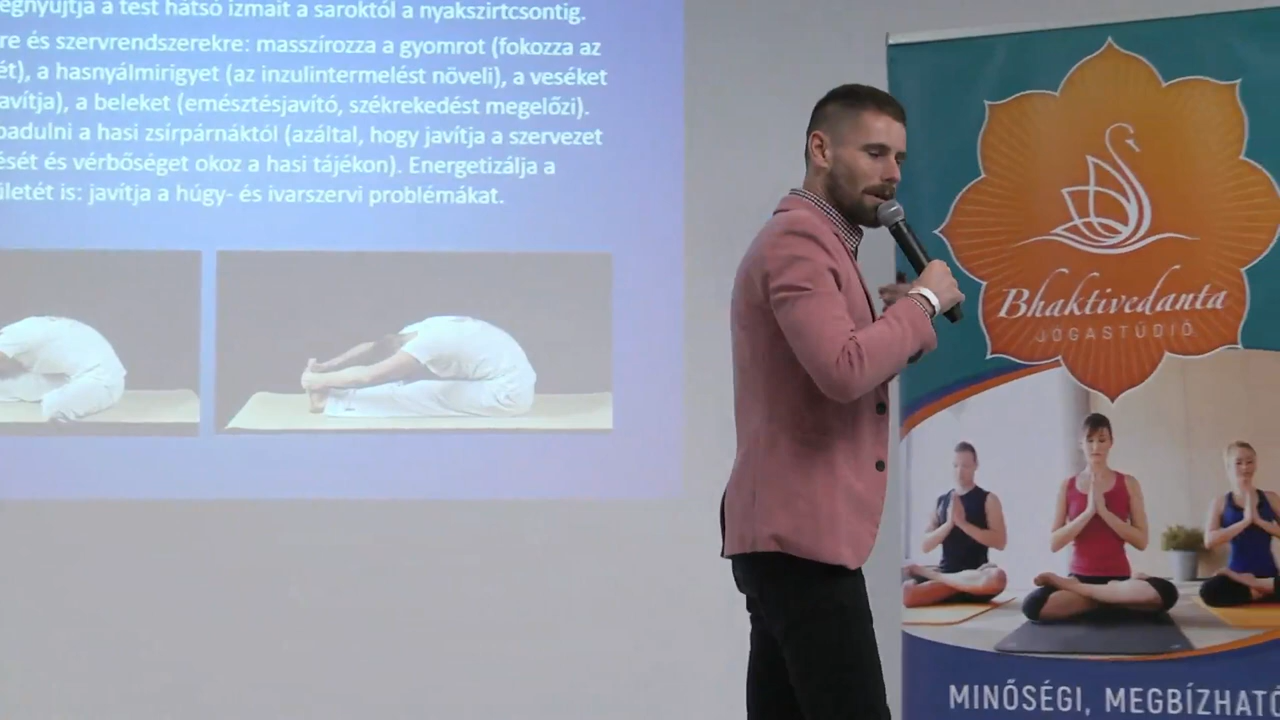 egnyújtja a test hátsó izmait a saroktól a nyakszirtcsontig.
re és szervrendszerekre: masszírozza a gyomrot (fokozza az
ét), a hasnyálmirigyet (az inzulintermelést növeli), a veséket
avítja), a beleket (emésztésjavító, székrekedést megelőzi).
badulni a hasi zsírpárnáktól (azáltal, hogy javítja a szervezet
ését és vérbőséget okoz a hasi tájékon). Energetizálja a
ületét is: javítja a húgy- és ivarszervi problémákat.
Bhaktivedanta
JÓGASTÚDIÓ
MINŐSÉGI, MEGBÍZHATÓ